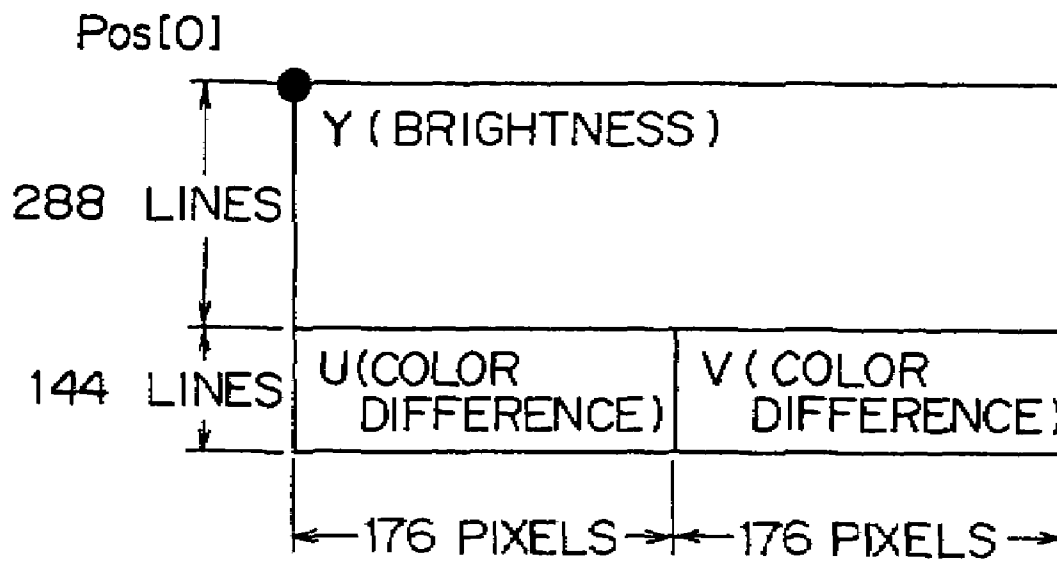 Pos[0]
Y (BRIGHTNESS)
288 LINES
U(COLOR
DIFFERENCE)
V (COLOR
DIFFERENCE)
144 LINES
176 PIXELS
176 PIXELS